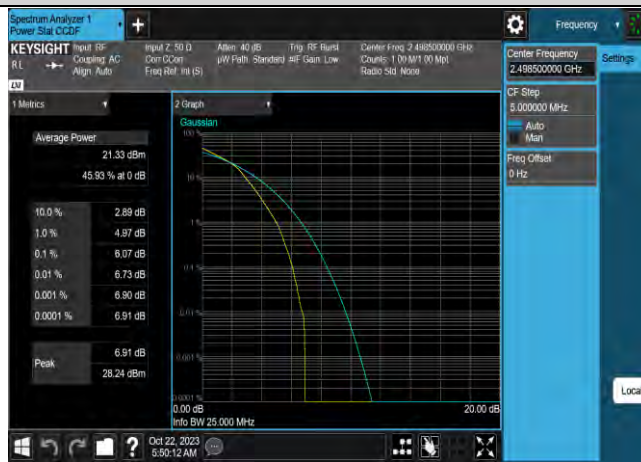 Spectrum Analyzer 1
Power Stat CCDF
Frequency
KEYSIGHT
RL
LXI
Input: RF
Coupling: AC
Align: Auto
Input Z: 50 Ω
Corr CCorr
Freq Ref: Int (S)
Atten: 40 dB
µW Path: Standard
#IF Gain: Low
Trig: RF Burst
Center Freq: 2.498500000 GHz
Counts: 1.00 M/1.00 Mpt
Radio Std: None
Center Frequency
2.498500000 GHz
Settings
CF Step
5.000000 MHz
Auto
Man
Freq Offset
0 Hz
Local
1 Metrics
Average Power
21.33 dBm
45.93 % at 0 dB
10.0 % 2.89 dB
1.0 % 4.97 dB
0.1 % 6.07 dB
0.01 % 6.73 dB
0.001 % 6.90 dB
0.0001 % 6.91 dB
Peak
6.91 dB
28.24 dBm
2 Graph
Gaussian
100 %
10 %
1 %
0.1 %
0.01 %
0.001 %
0.0001 %
0.00 dB
20.00 dB
Info BW 25.000 MHz
?
Oct 22, 2023
5:50:12 AM